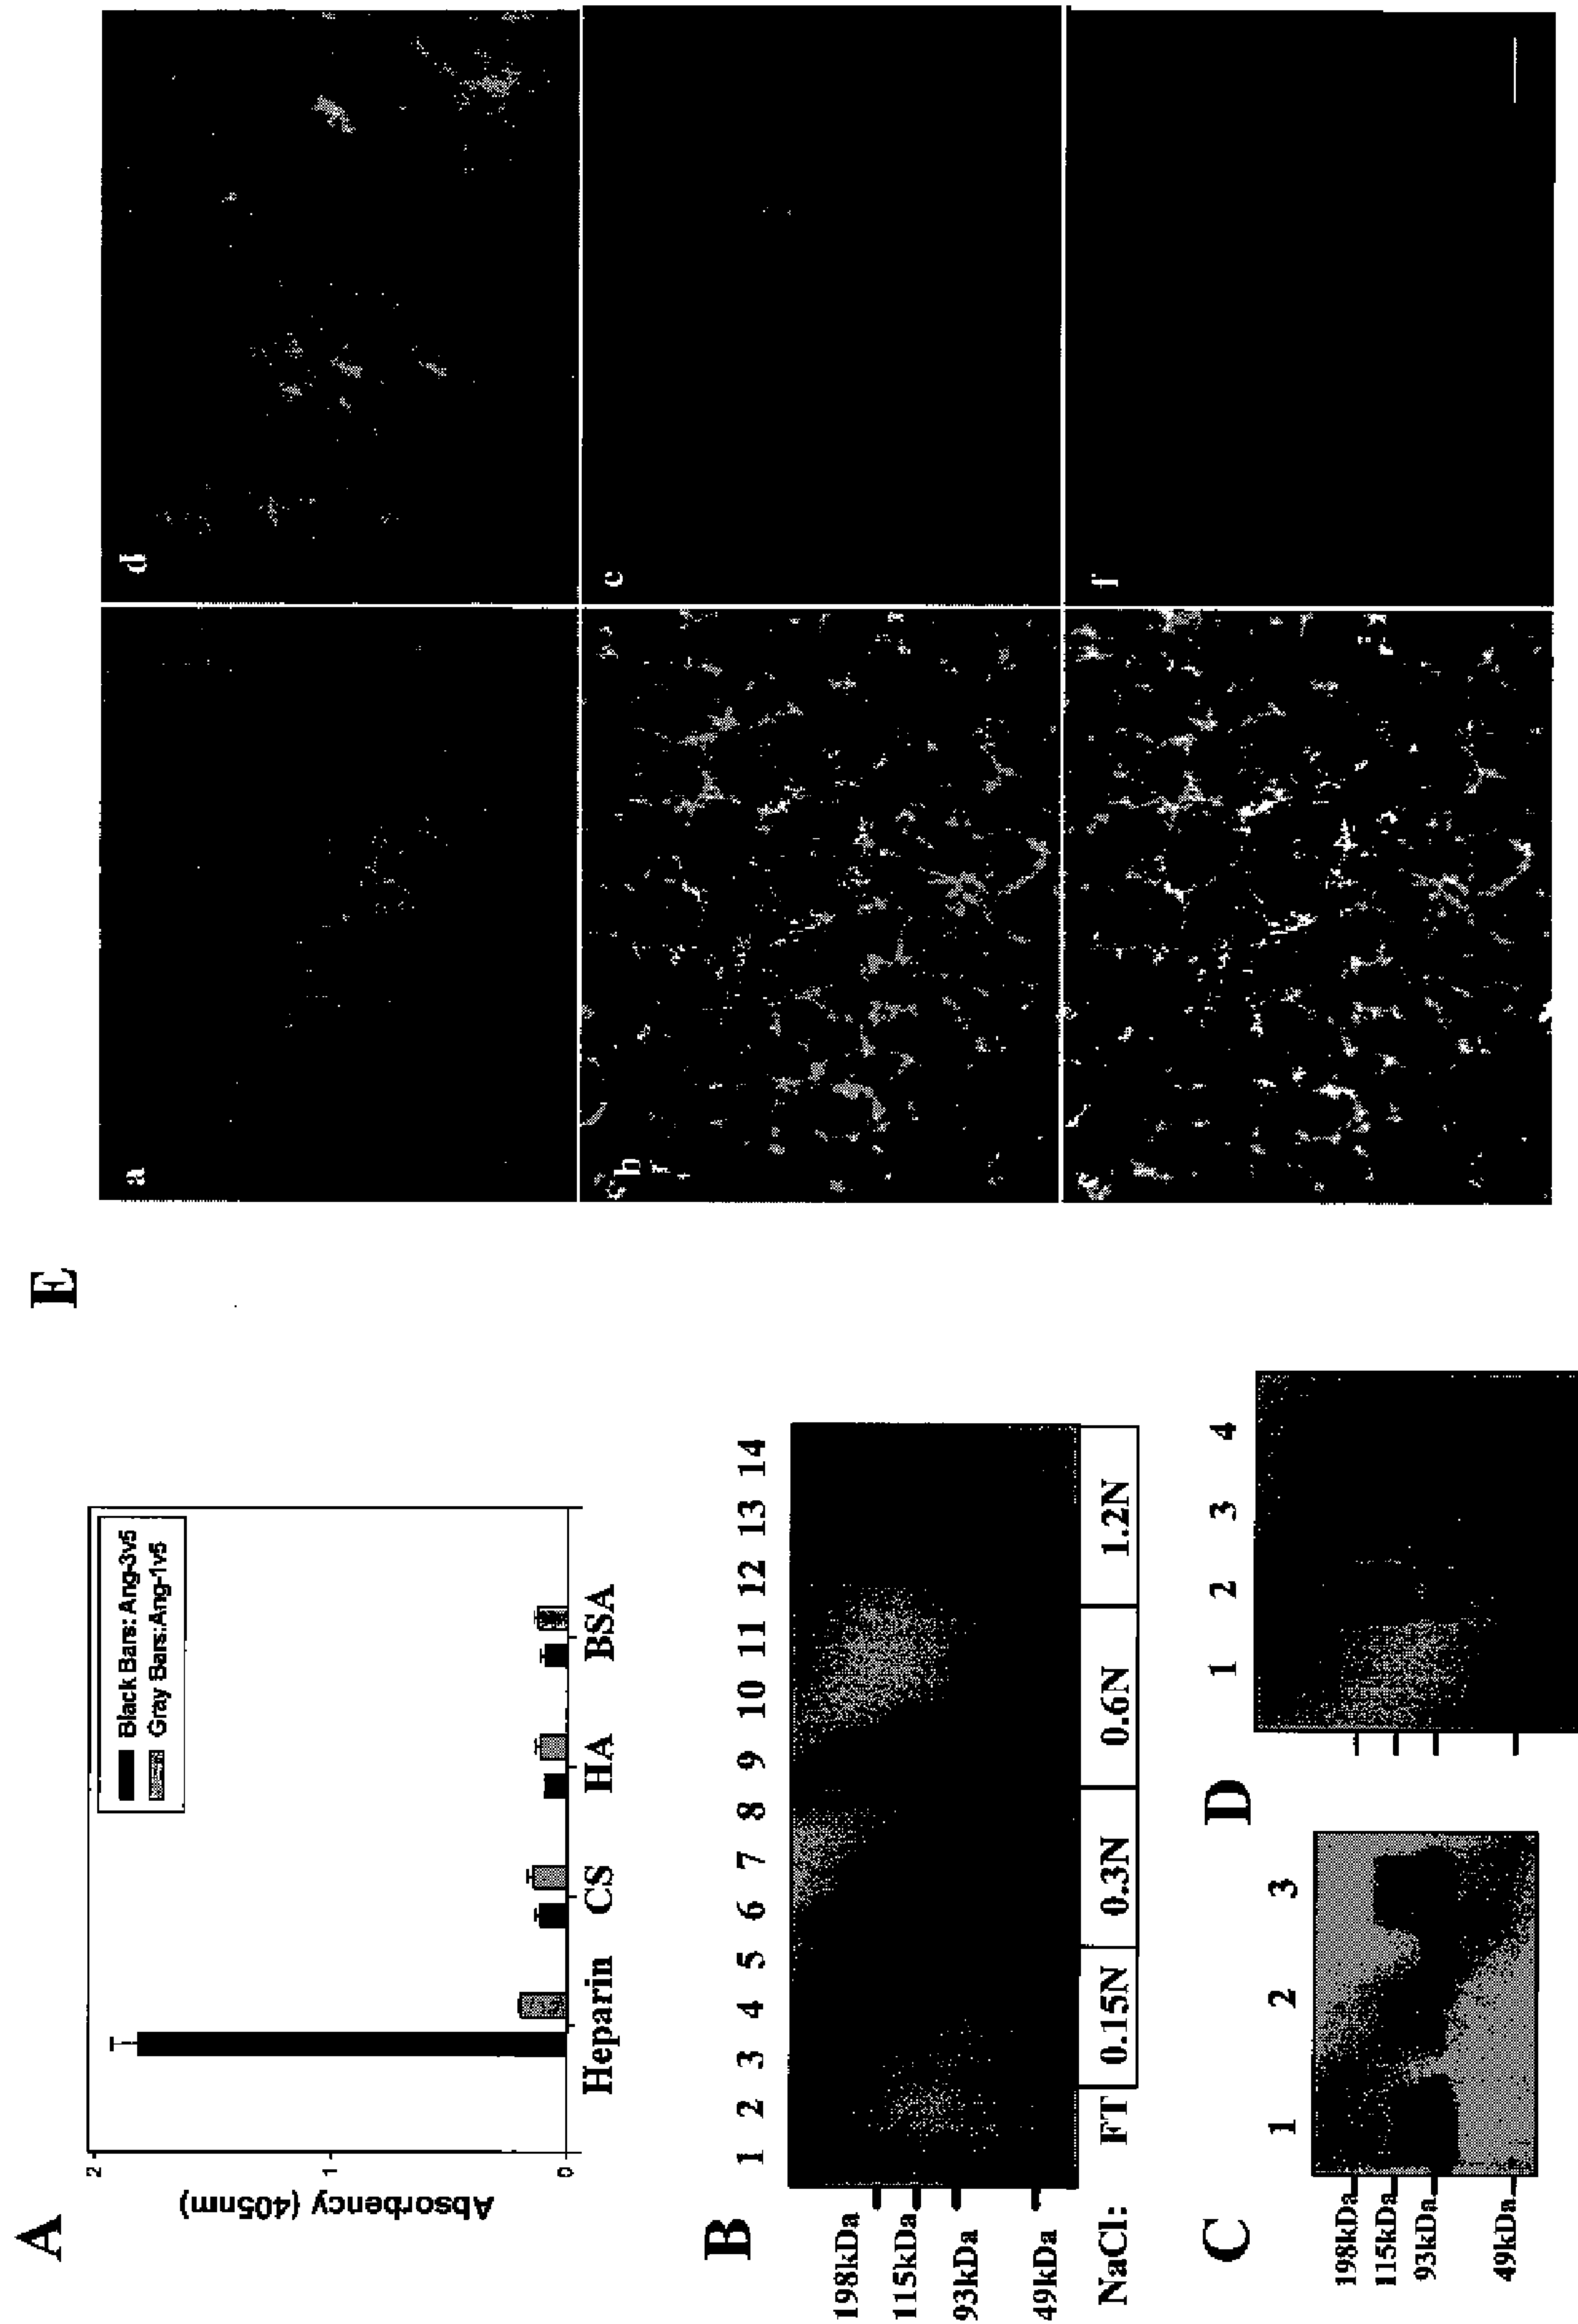 A
Black Bars: Ang-3v5
Gray Bars:Ang-1v5
Absorbency (405nm)
2
1
0
Heparin CS HA BSA
B
1 2 3 4 5 6 7 8 9 10 11 12 13 14
198kDa
115kDa
93kDa
49kDa
NaCl: FT 0.15N 0.3N 0.6N 1.2N
C
1 2 3
198kDa
115kDa
93kDa
49kDa
D
1 2 3 4
E
a d
b e
f